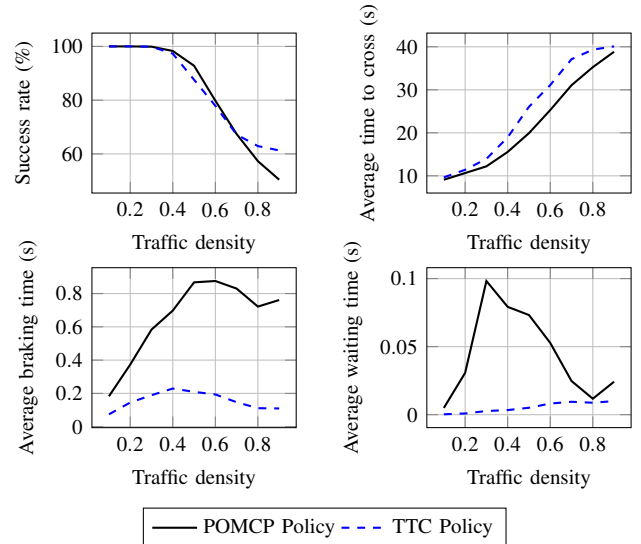 Success rate (%)
100
80
60
0.2 0.4 0.6 0.8
Traffic density
Average time to cross (s)
40
30
20
10
0.2 0.4 0.6 0.8
Traffic density
Average braking time (s)
0.8
0.6
0.4
0.2
0
0.2 0.4 0.6 0.8
Traffic density
Average waiting time (s)
0.1
0.05
0
0.2 0.4 0.6 0.8
Traffic density
POMCP Policy TTC Policy